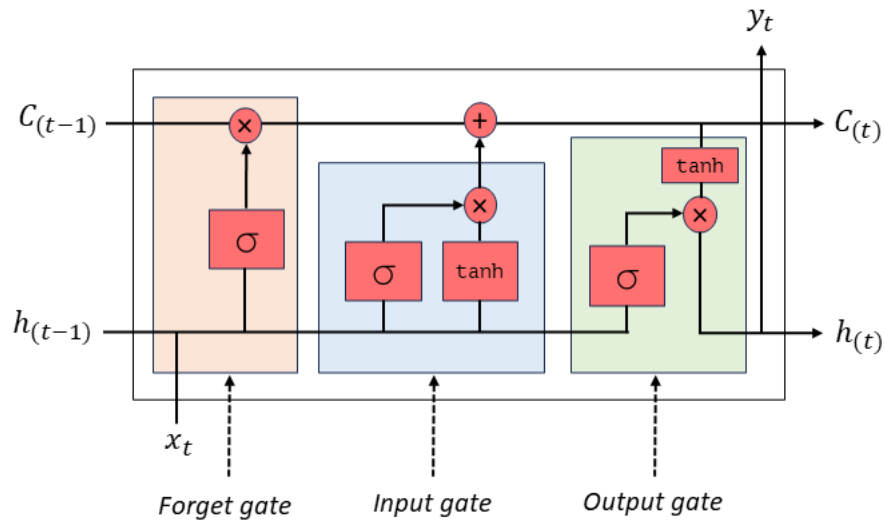 y_t
C_(t−1)
×
+
C_(t)
tanh
×
×
σ
σ
tanh
σ
h_(t−1)
h_(t)
x_t
Forget gate
Input gate
Output gate